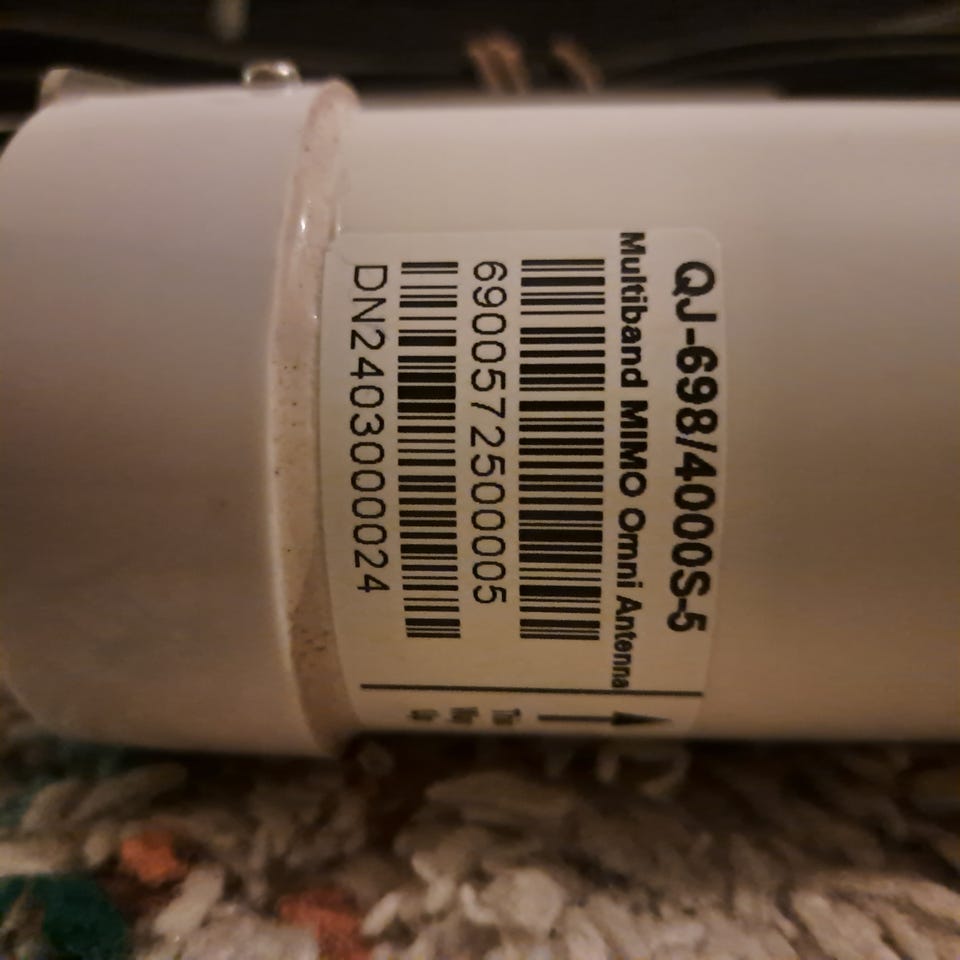 QJ-698/4000S-5
Multiband MIMO Omni Antenna
6900572500005
DN2403000024